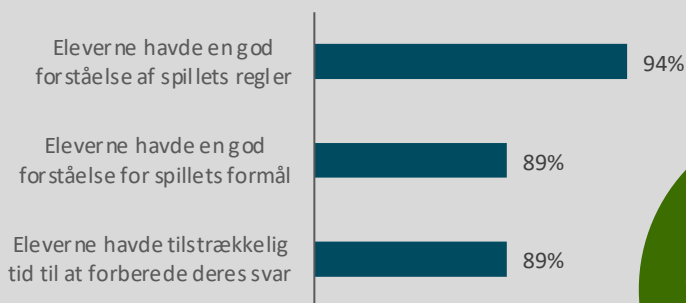 Eleverne havde en god
forståelse af spillets regler
94%
Eleverne havde en god
forståelse for spillets formål
89%
Eleverne havde tilstrækkelig
tid til at forberede deres svar
89%